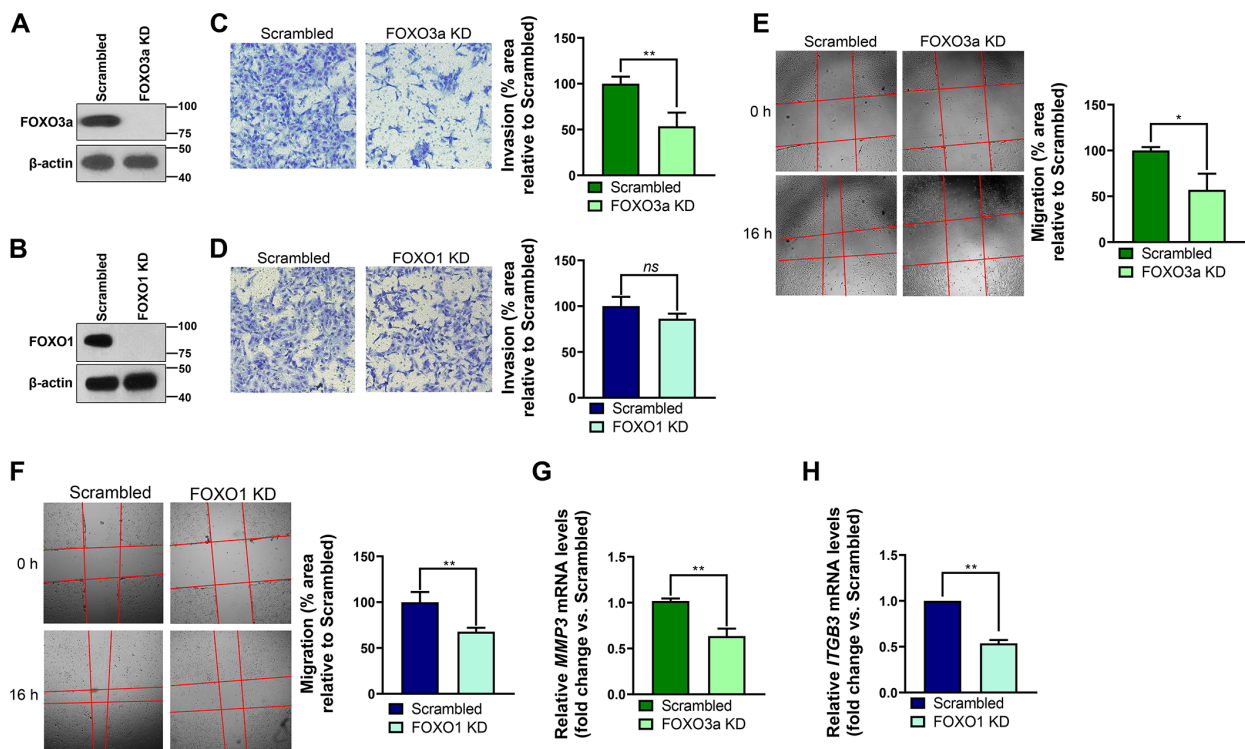 A
Scrambled
FOXO3a KD
FOXO3a
β-actin
100
75
50
40
B
Scrambled
FOXO1 KD
FOXO1
β-actin
100
75
50
40
C
Scrambled
FOXO3a KD
Invasion (% area
relative to Scrambled)
150
100
50
0
**
Scrambled
FOXO3a KD
D
Scrambled
FOXO1 KD
Invasion (% area
relative to Scrambled)
150
100
50
0
ns
Scrambled
FOXO1 KD
E
Scrambled
FOXO3a KD
0 h
16 h
Migration (% area
relative to Scrambled)
150
100
50
0
*
Scrambled
FOXO3a KD
F
Scrambled
FOXO1 KD
0 h
16 h
Migration (% area
relative to Scrambled)
150
100
50
0
**
Scrambled
FOXO1 KD
G
Relative MMP3 mRNA levels
(fold change vs. Scrambled)
1.5
1.0
0.5
0
**
Scrambled
FOXO3a KD
H
Relative ITGB3 mRNA levels
(fold change vs. Scrambled)
1.5
1.0
0.5
0
**
Scrambled
FOXO1 KD